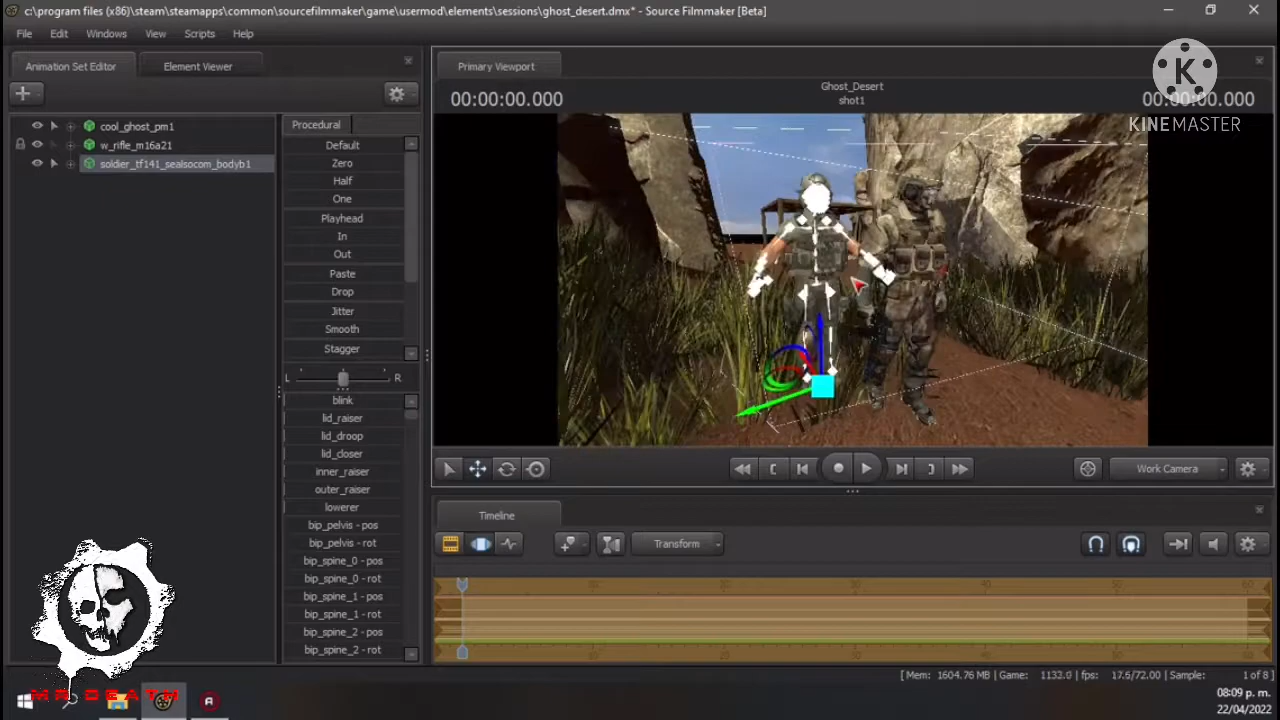 c:\program files (x86)\steam\steamapps\common\sourcefilmmaker\game\usermod\elements\sessions\ghost_desert.dmx* - Source Filmmaker [Beta]
File Edit Windows View Scripts Help
Animation Set Editor Element Viewer
Primary Viewport
Ghost_Desert
00:00:00.000 shot1 00:00:00.000
K
KINEMASTER
cool_ghost_pm1
w_rifle_m16a21
soldier_tf141_sealsocom_bodyb1
Procedural
Default
Zero
Half
One
Playhead
In
Out
Paste
Drop
Jitter
Smooth
Stagger
L R
blink
lid_raiser
lid_droop
lid_closer
inner_raiser
outer_raiser
lowerer
bip_pelvis - pos
bip_pelvis - rot
bip_spine_0 - pos
bip_spine_0 - rot
bip_spine_1 - pos
bip_spine_1 - rot
bip_spine_2 - pos
bip_spine_2 - rot
Work Camera
Timeline
Transform
[ Mem: 1604.76 MB | Game: 1133.0 | fps: 17.6/72.00 | Sample: 1 of 8 ]
MR DEATH
08:09 p. m.
22/04/2022